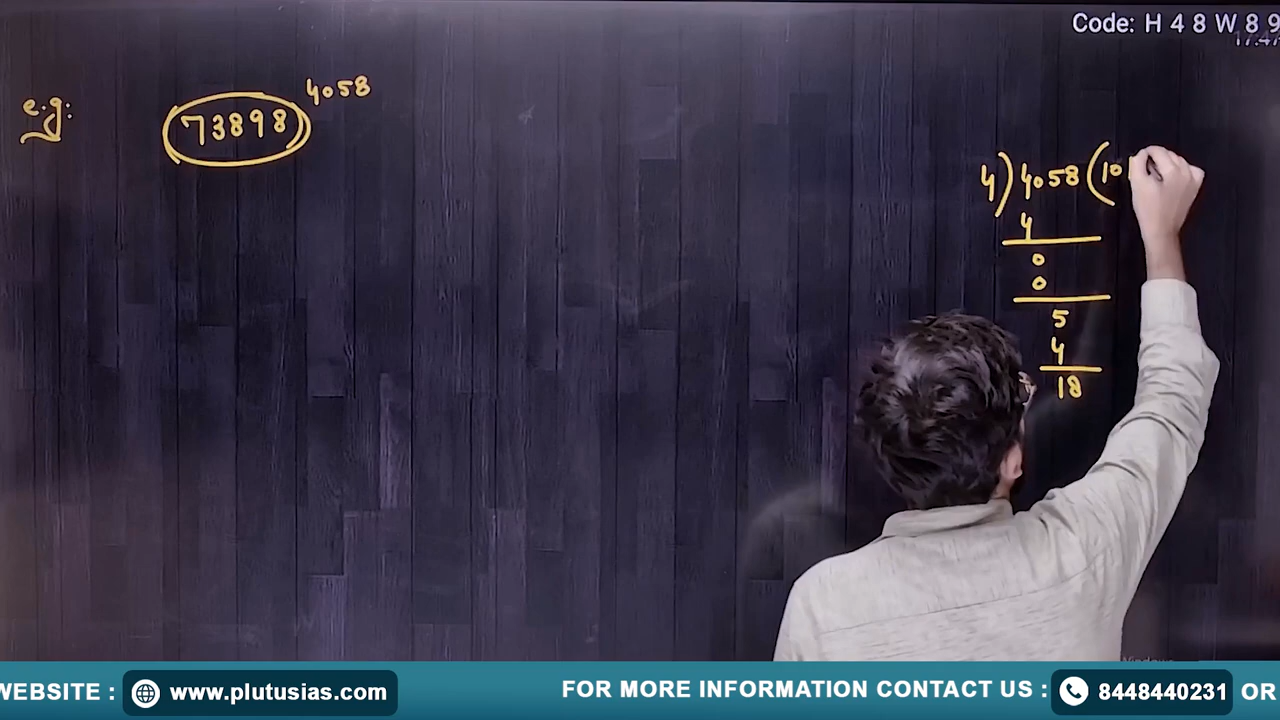 Code: H 4 8 W 8 9
e.g: 73898^4058
4) 4058 (10
4
0
0
5
4
18
WEBSITE : www.plutusias.com FOR MORE INFORMATION CONTACT US : 8448440231 OR